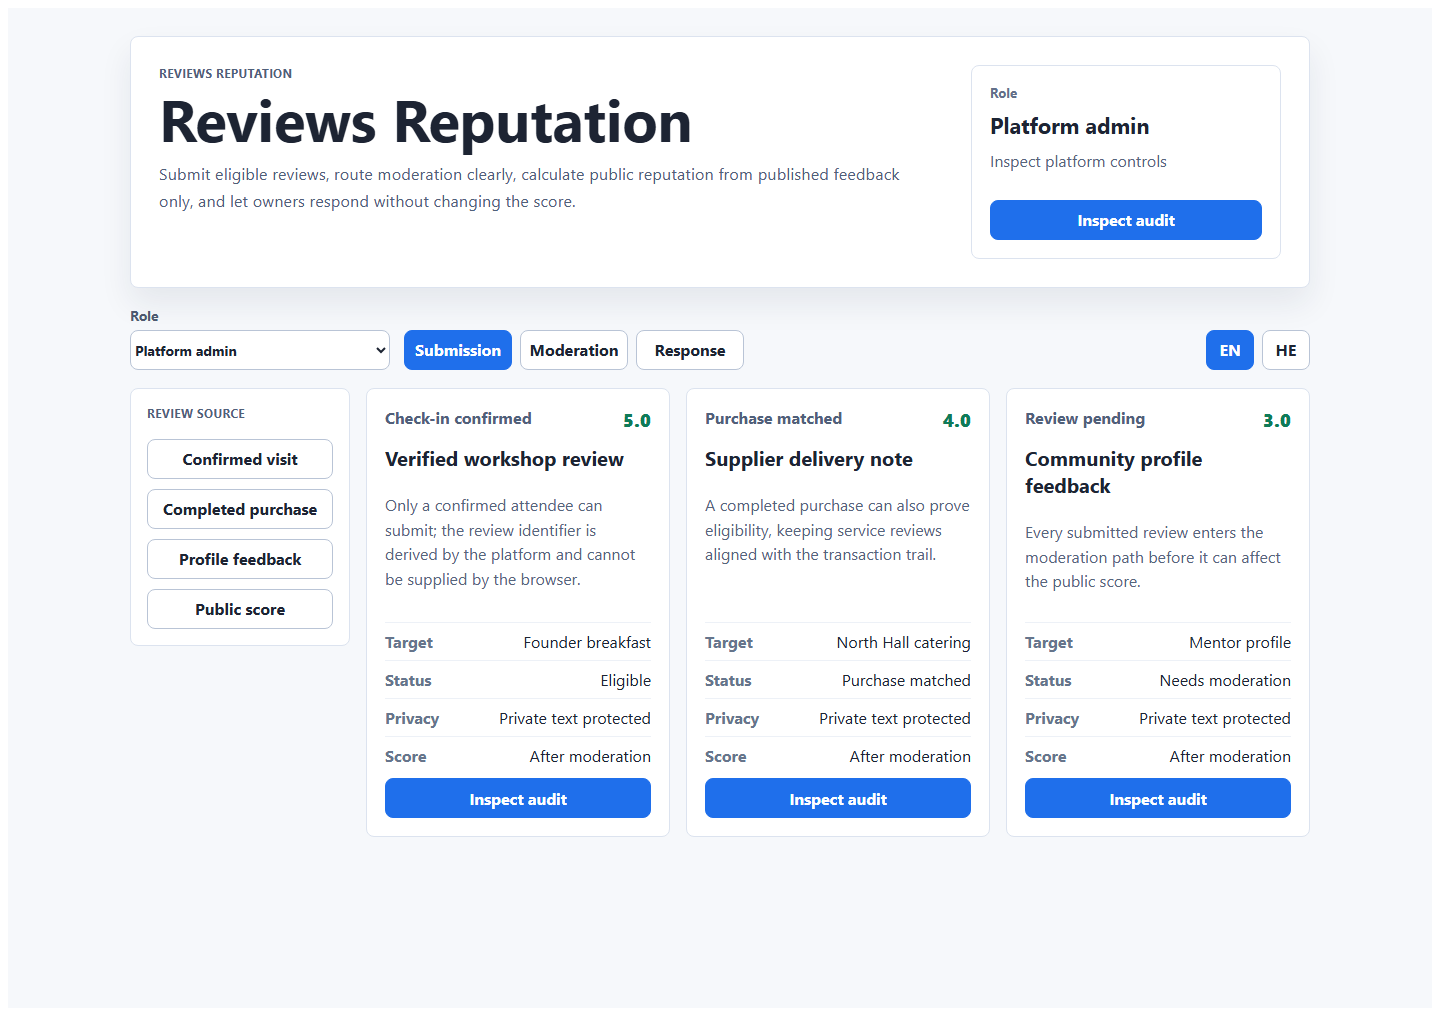 REVIEWS REPUTATION
Reviews Reputation
Submit eligible reviews, route moderation clearly, calculate public reputation from published feedback
only, and let owners respond without changing the score.
Role
Platform admin
Inspect platform controls
Inspect audit
Role
Platform admin
Submission
Moderation
Response
EN
HE
REVIEW SOURCE
Confirmed visit
Completed purchase
Profile feedback
Public score
Check-in confirmed
5.0
Verified workshop review
Only a confirmed attendee can
submit; the review identifier is
derived by the platform and cannot
be supplied by the browser.
Target
Founder breakfast
Status
Eligible
Privacy
Private text protected
Score
After moderation
Inspect audit
Purchase matched
4.0
Supplier delivery note
A completed purchase can also prove
eligibility, keeping service reviews
aligned with the transaction trail.
Target
North Hall catering
Status
Purchase matched
Privacy
Private text protected
Score
After moderation
Inspect audit
Review pending
3.0
Community profile
feedback
Every submitted review enters the
moderation path before it can affect
the public score.
Target
Mentor profile
Status
Needs moderation
Privacy
Private text protected
Score
After moderation
Inspect audit